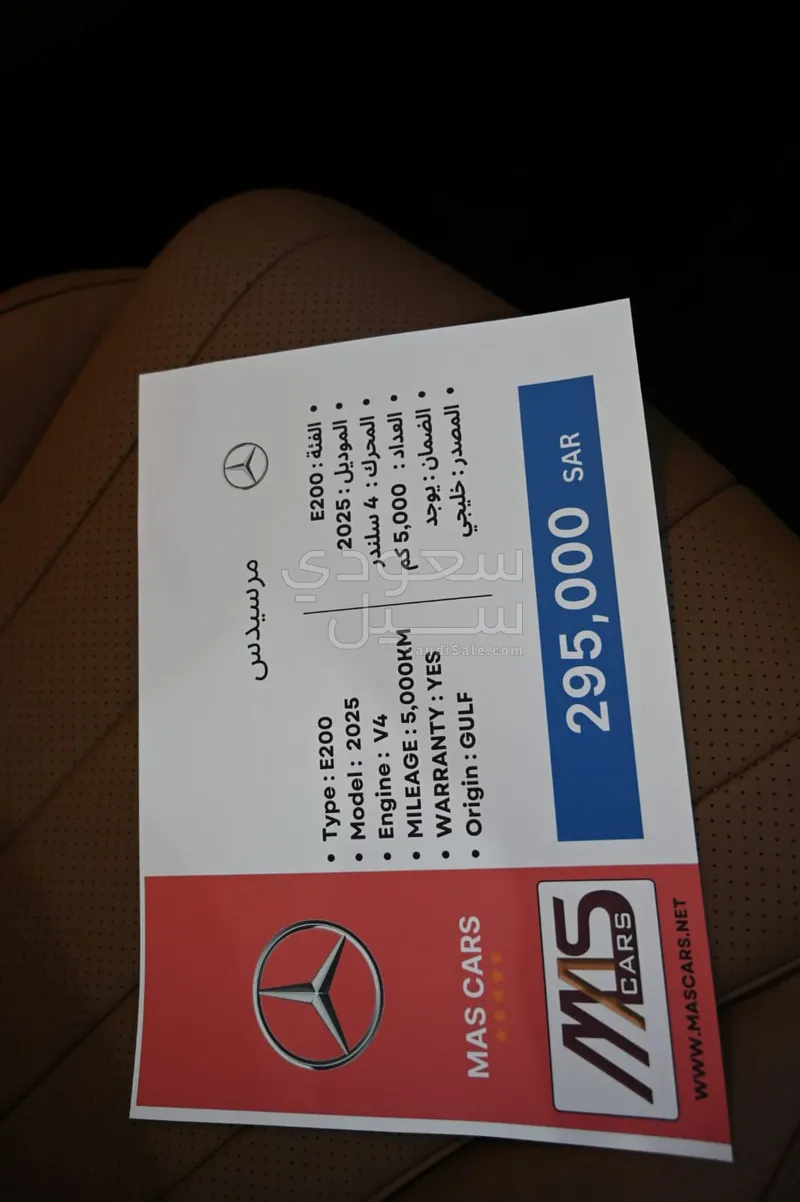 مرسيدس
• Type : E200
• Model : 2025
• Engine : V4
• MILEAGE : 5,000KM
• WARRANTY : YES
• Origin : GULF
• الفئة : E200
• الموديل : 2025
• المحرك : 4 سلندر
• العداد : 5,000 كم
• الضمان : يوجد
• المصدر : خليجي
295,000 SAR
MAS CARS
MAS
CARS
WWW.MASCARS.NET
سعودي
سيل
SaudiSale.com